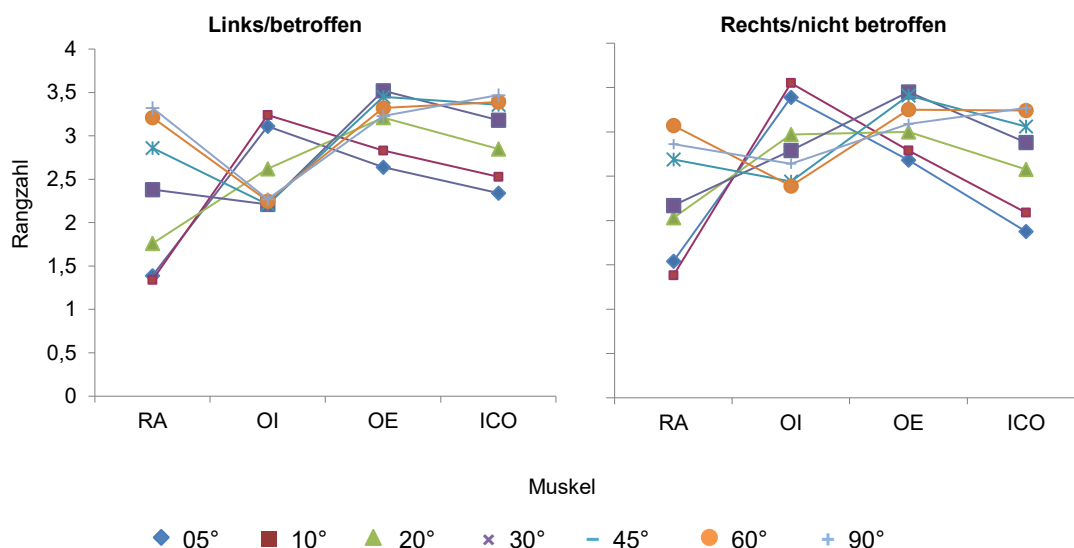 Links/betroffen
Rechts/nicht betroffen
4
3,5
3
2,5
2
1,5
1
0,5
0
Rangzahl
RA OI OE ICO
RA OI OE ICO
Muskel
05° 10° 20° 30° 45° 60° 90°